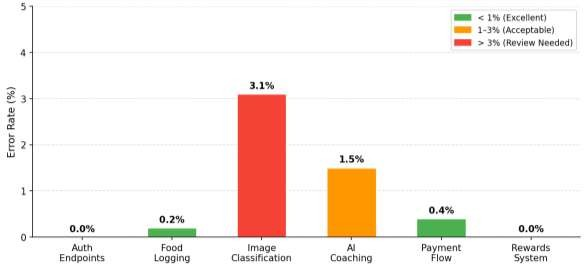 5
4
3
2
1
0
Error Rate (%)
< 1% (Excellent)
1–3% (Acceptable)
> 3% (Review Needed)
0.0%
0.2%
3.1%
1.5%
0.4%
0.0%
Auth
Endpoints
Food
Logging
Image
Classification
AI
Coaching
Payment
Flow
Rewards
System